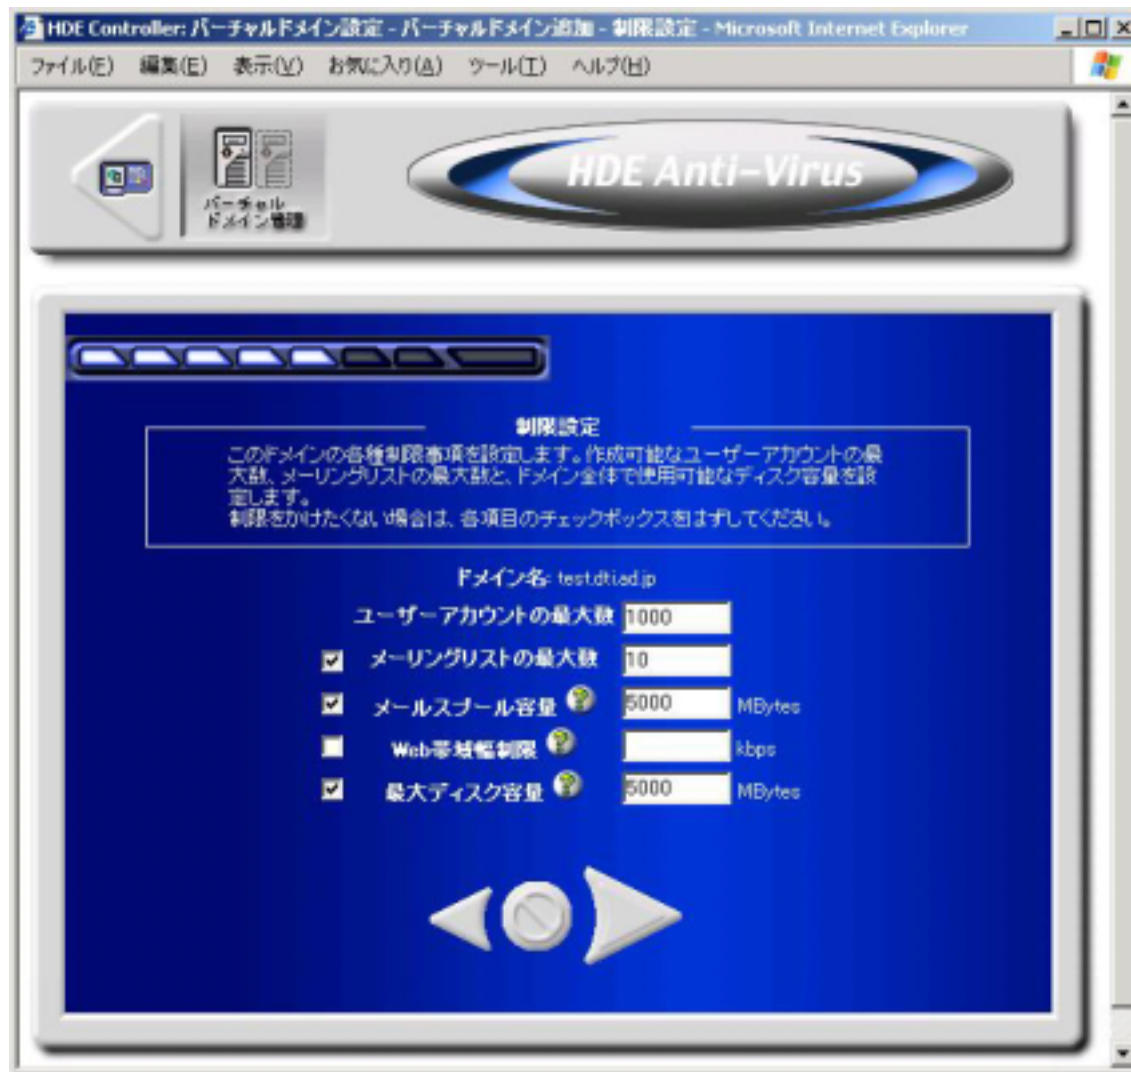 HDE Controller: バーチャルドメイン設定 - バーチャルドメイン追加 - 制限設定 - Microsoft Internet Explorer
ファイル(F) 編集(E) 表示(V) お気に入り(A) ツール(T) ヘルプ(H)
HDE Anti-Virus
バーチャル
ドメイン管理
制限設定
このドメインの各種制限事項を設定します。作成可能なユーザーアカウントの最
大数、メーリングリストの最大数と、ドメイン全体で使用可能なディスク容量を設
定します。
制限をかけたくない場合は、各項目のチェックボックスをはずしてください。
ドメイン名: test.dtiad.jp
ユーザーアカウントの最大数 1000
メーリングリストの最大数 10
メールスプール容量 ? 5000 MBytes
Web帯域幅制限 ? kbps
最大ディスク容量 ? 5000 MBytes